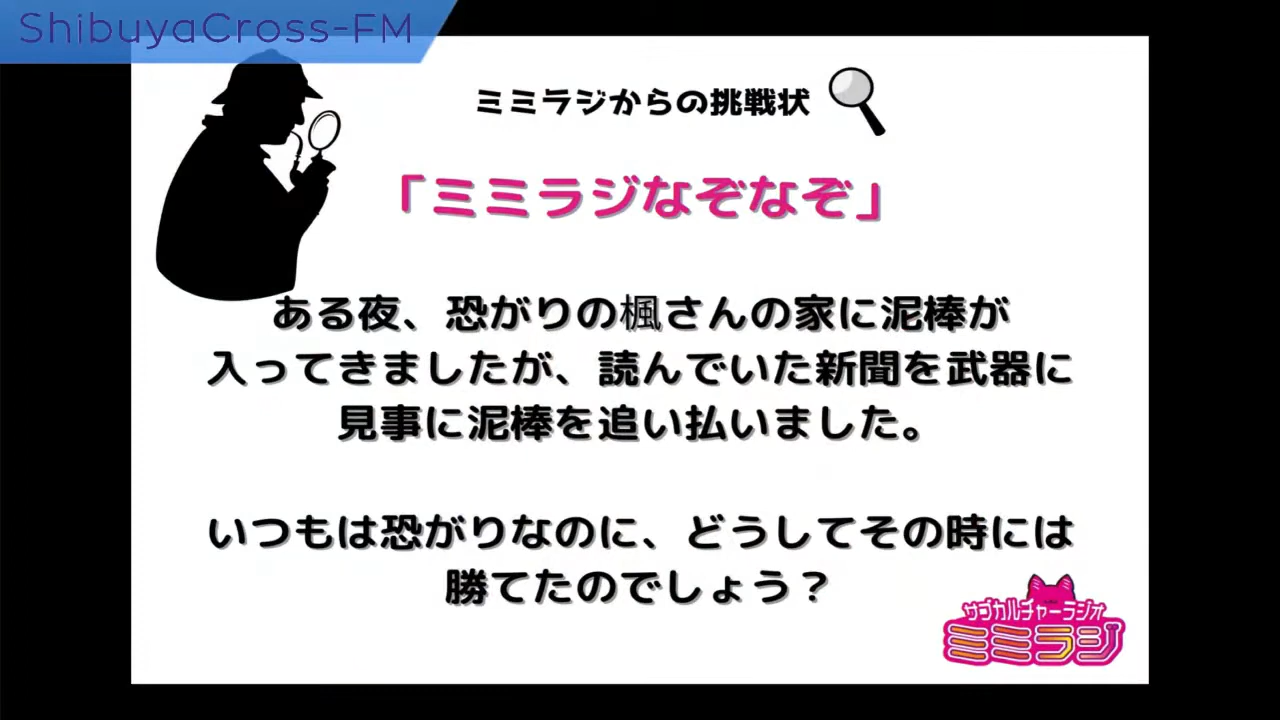 ShibuyaCross-FM
ミミラジからの挑戦状
「ミミラジなぞなぞ」
ある夜、恐がりの楓さんの家に泥棒が
入ってきましたが、読んでいた新聞を武器に
見事に泥棒を追い払いました。
いつもは恐がりなのに、どうしてその時には
勝てたのでしょう？
サブカルチャーラジオ
ミミラジ